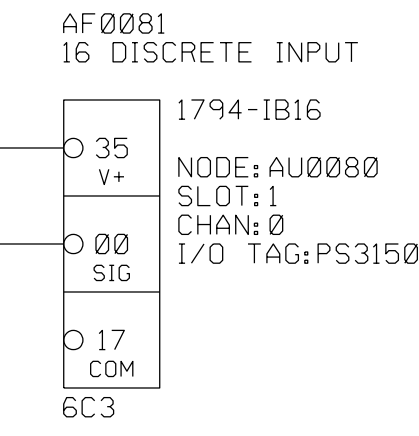 AF0081
16 DISCRETE INPUT
1794-IB16
35
V+
NODE:AU0080
SLOT:1
CHAN:0
I/O TAG:PS3150
00
SIG
17
COM
6C3